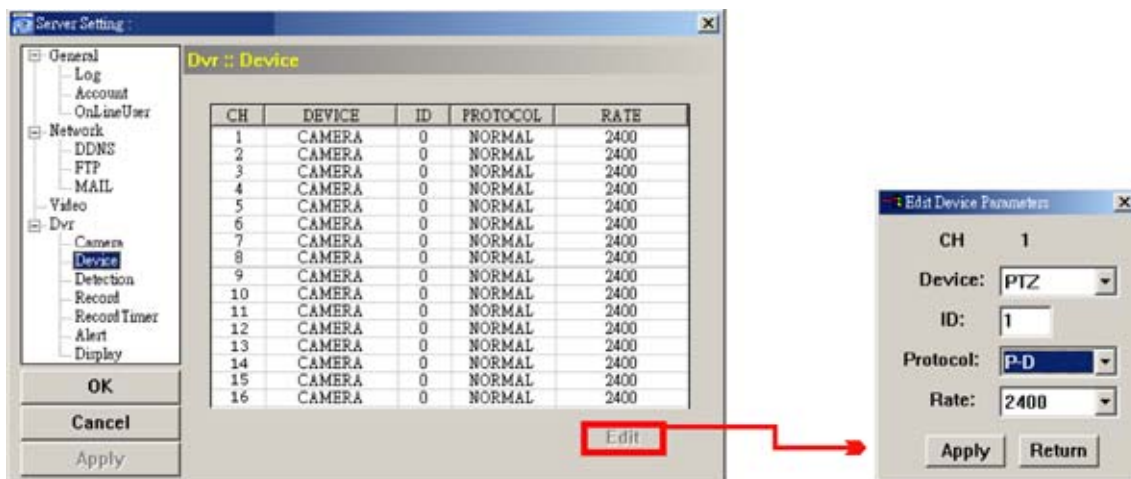 Server Setting :
General
Log
Account
OnLineUser
Network
DDNS
FTP
MAIL
Video
Dvr
Camera
Device
Detection
Record
Record Timer
Alert
Display
OK
Cancel
Apply
Dvr :: Device
CH DEVICE ID PROTOCOL RATE
1 CAMERA 0 NORMAL 2400
2 CAMERA 0 NORMAL 2400
3 CAMERA 0 NORMAL 2400
4 CAMERA 0 NORMAL 2400
5 CAMERA 0 NORMAL 2400
6 CAMERA 0 NORMAL 2400
7 CAMERA 0 NORMAL 2400
8 CAMERA 0 NORMAL 2400
9 CAMERA 0 NORMAL 2400
10 CAMERA 0 NORMAL 2400
11 CAMERA 0 NORMAL 2400
12 CAMERA 0 NORMAL 2400
13 CAMERA 0 NORMAL 2400
14 CAMERA 0 NORMAL 2400
15 CAMERA 0 NORMAL 2400
16 CAMERA 0 NORMAL 2400
Edit
Edit Device Parameters
CH 1
Device: PTZ
ID: 1
Protocol: P-D
Rate: 2400
Apply Return